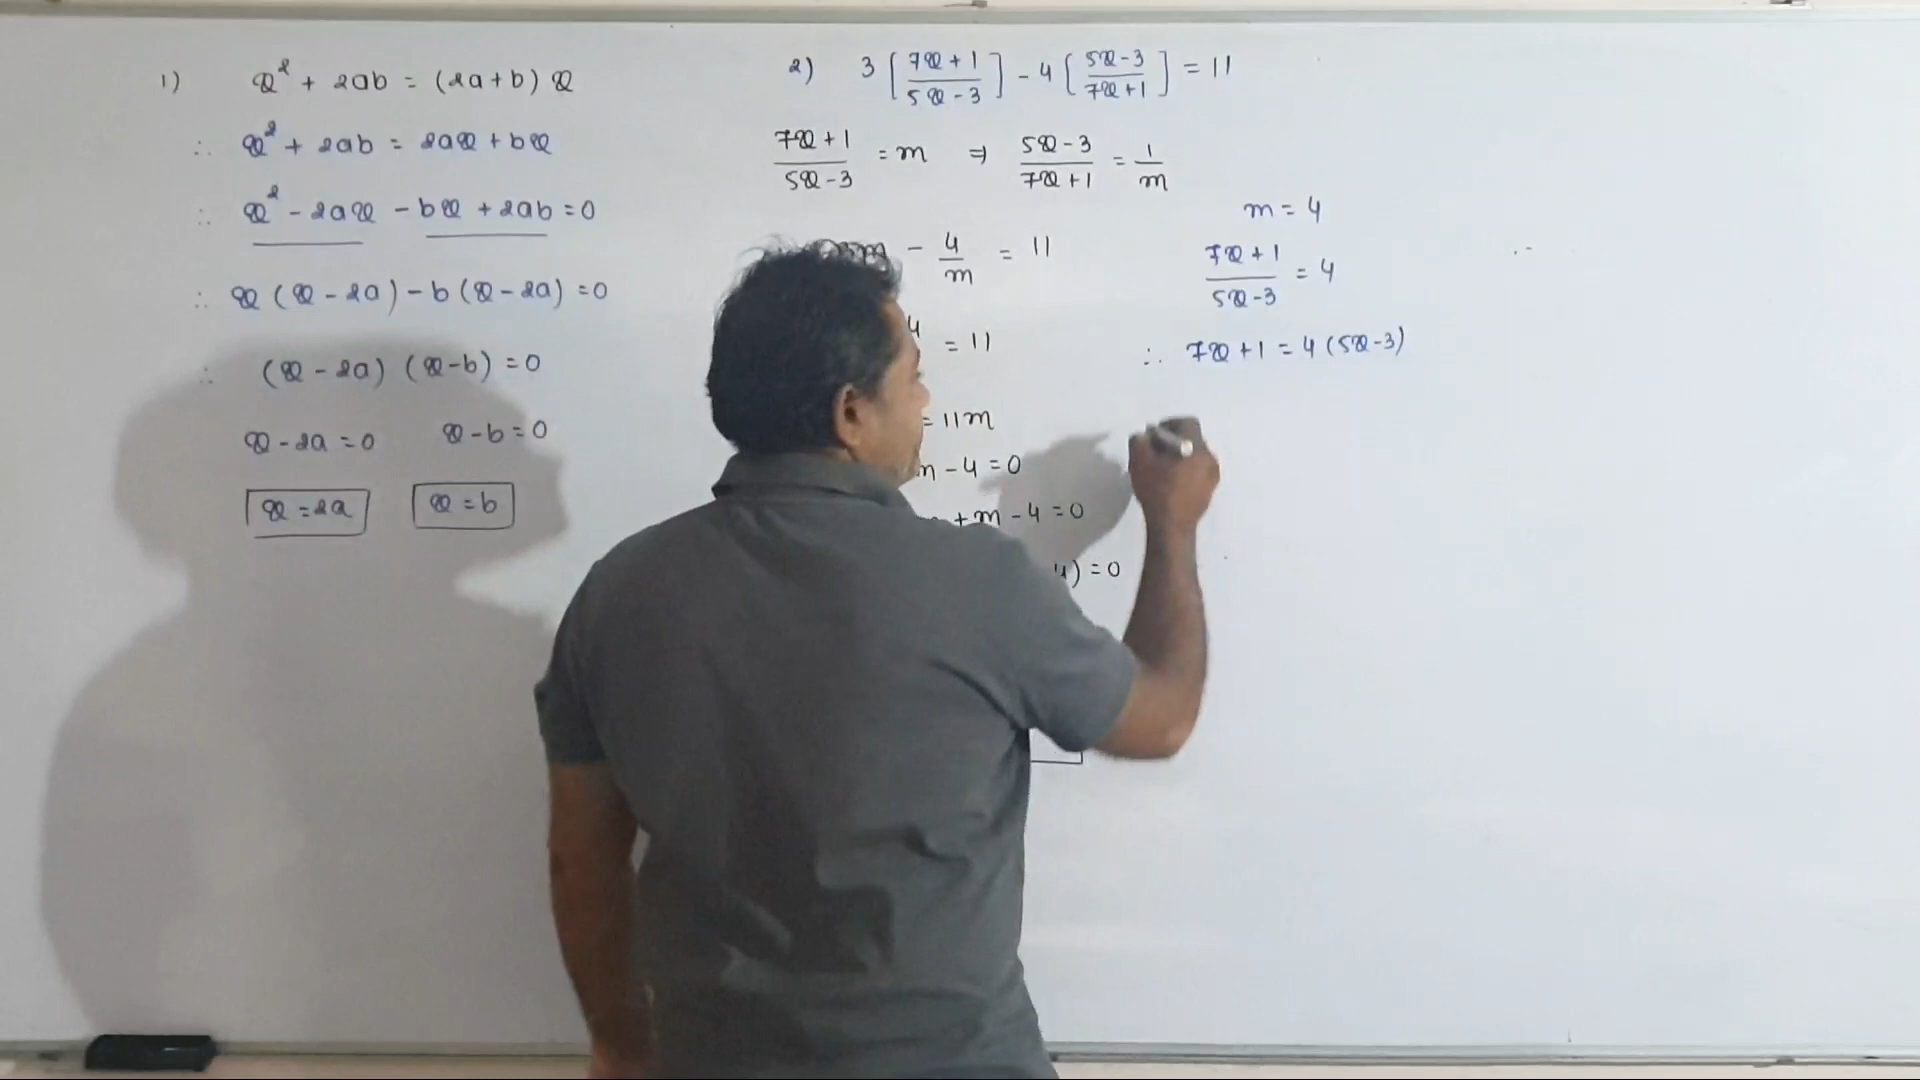 1) x² + 2ab = (2a+b) x
∴ x² + 2ab = 2ax + bx
∴ x² - 2ax - bx + 2ab = 0
∴ x (x - 2a) - b (x - 2a) = 0
∴ (x - 2a) (x - b) = 0
x - 2a = 0 x - b = 0
x = 2a x = b
2) 3 [7x + 1 / 5x - 3] - 4 [5x - 3 / 7x + 1] = 11
7x + 1 / 5x - 3 = m ⇒ 5x - 3 / 7x + 1 = 1 / m
- 4 / m = 11
4 = 11
= 11m
- 4 = 0
+ m - 4 = 0
4) = 0
m = 4
7x + 1 / 5x - 3 = 4
∴ 7x + 1 = 4 (5x - 3)